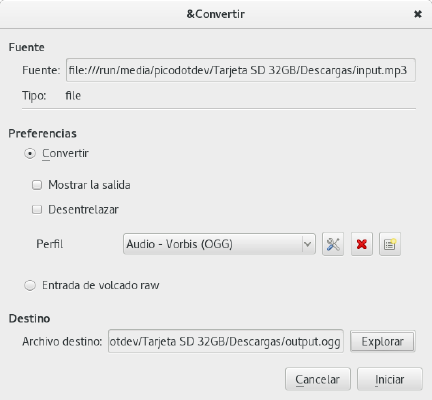 &Convertir
Fuente
Fuente: file:///run/media/picodotdev/Tarjeta SD 32GB/Descargas/input.mp3
Tipo: file
Preferencias
Convertir
Mostrar la salida
Desentrelazar
Perfil Audio - Vorbis (OGG)
Entrada de volcado raw
Destino
Archivo destino: otdev/Tarjeta SD 32GB/Descargas/output.ogg Explorar
Cancelar Iniciar